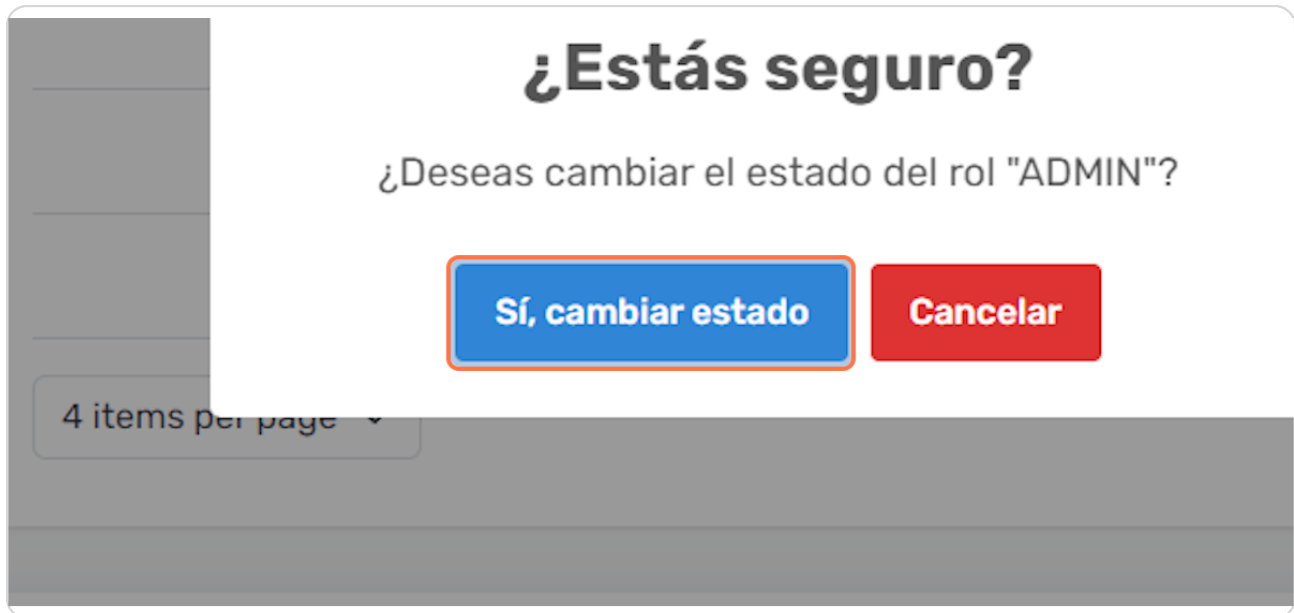 ¿Estás seguro?
¿Deseas cambiar el estado del rol "ADMIN"?
Sí, cambiar estado
Cancelar
4 items per page